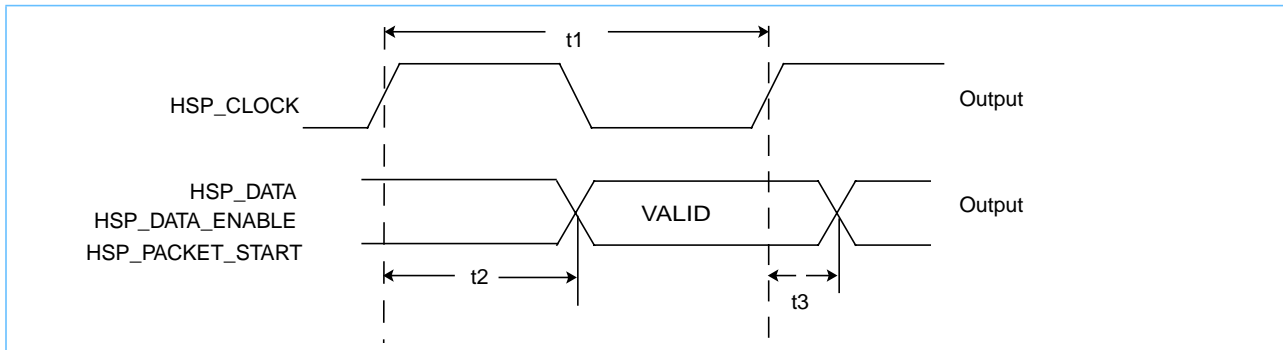 t1
HSP_CLOCK
Output
HSP_DATA
HSP_DATA_ENABLE
HSP_PACKET_START
VALID
Output
t2
t3